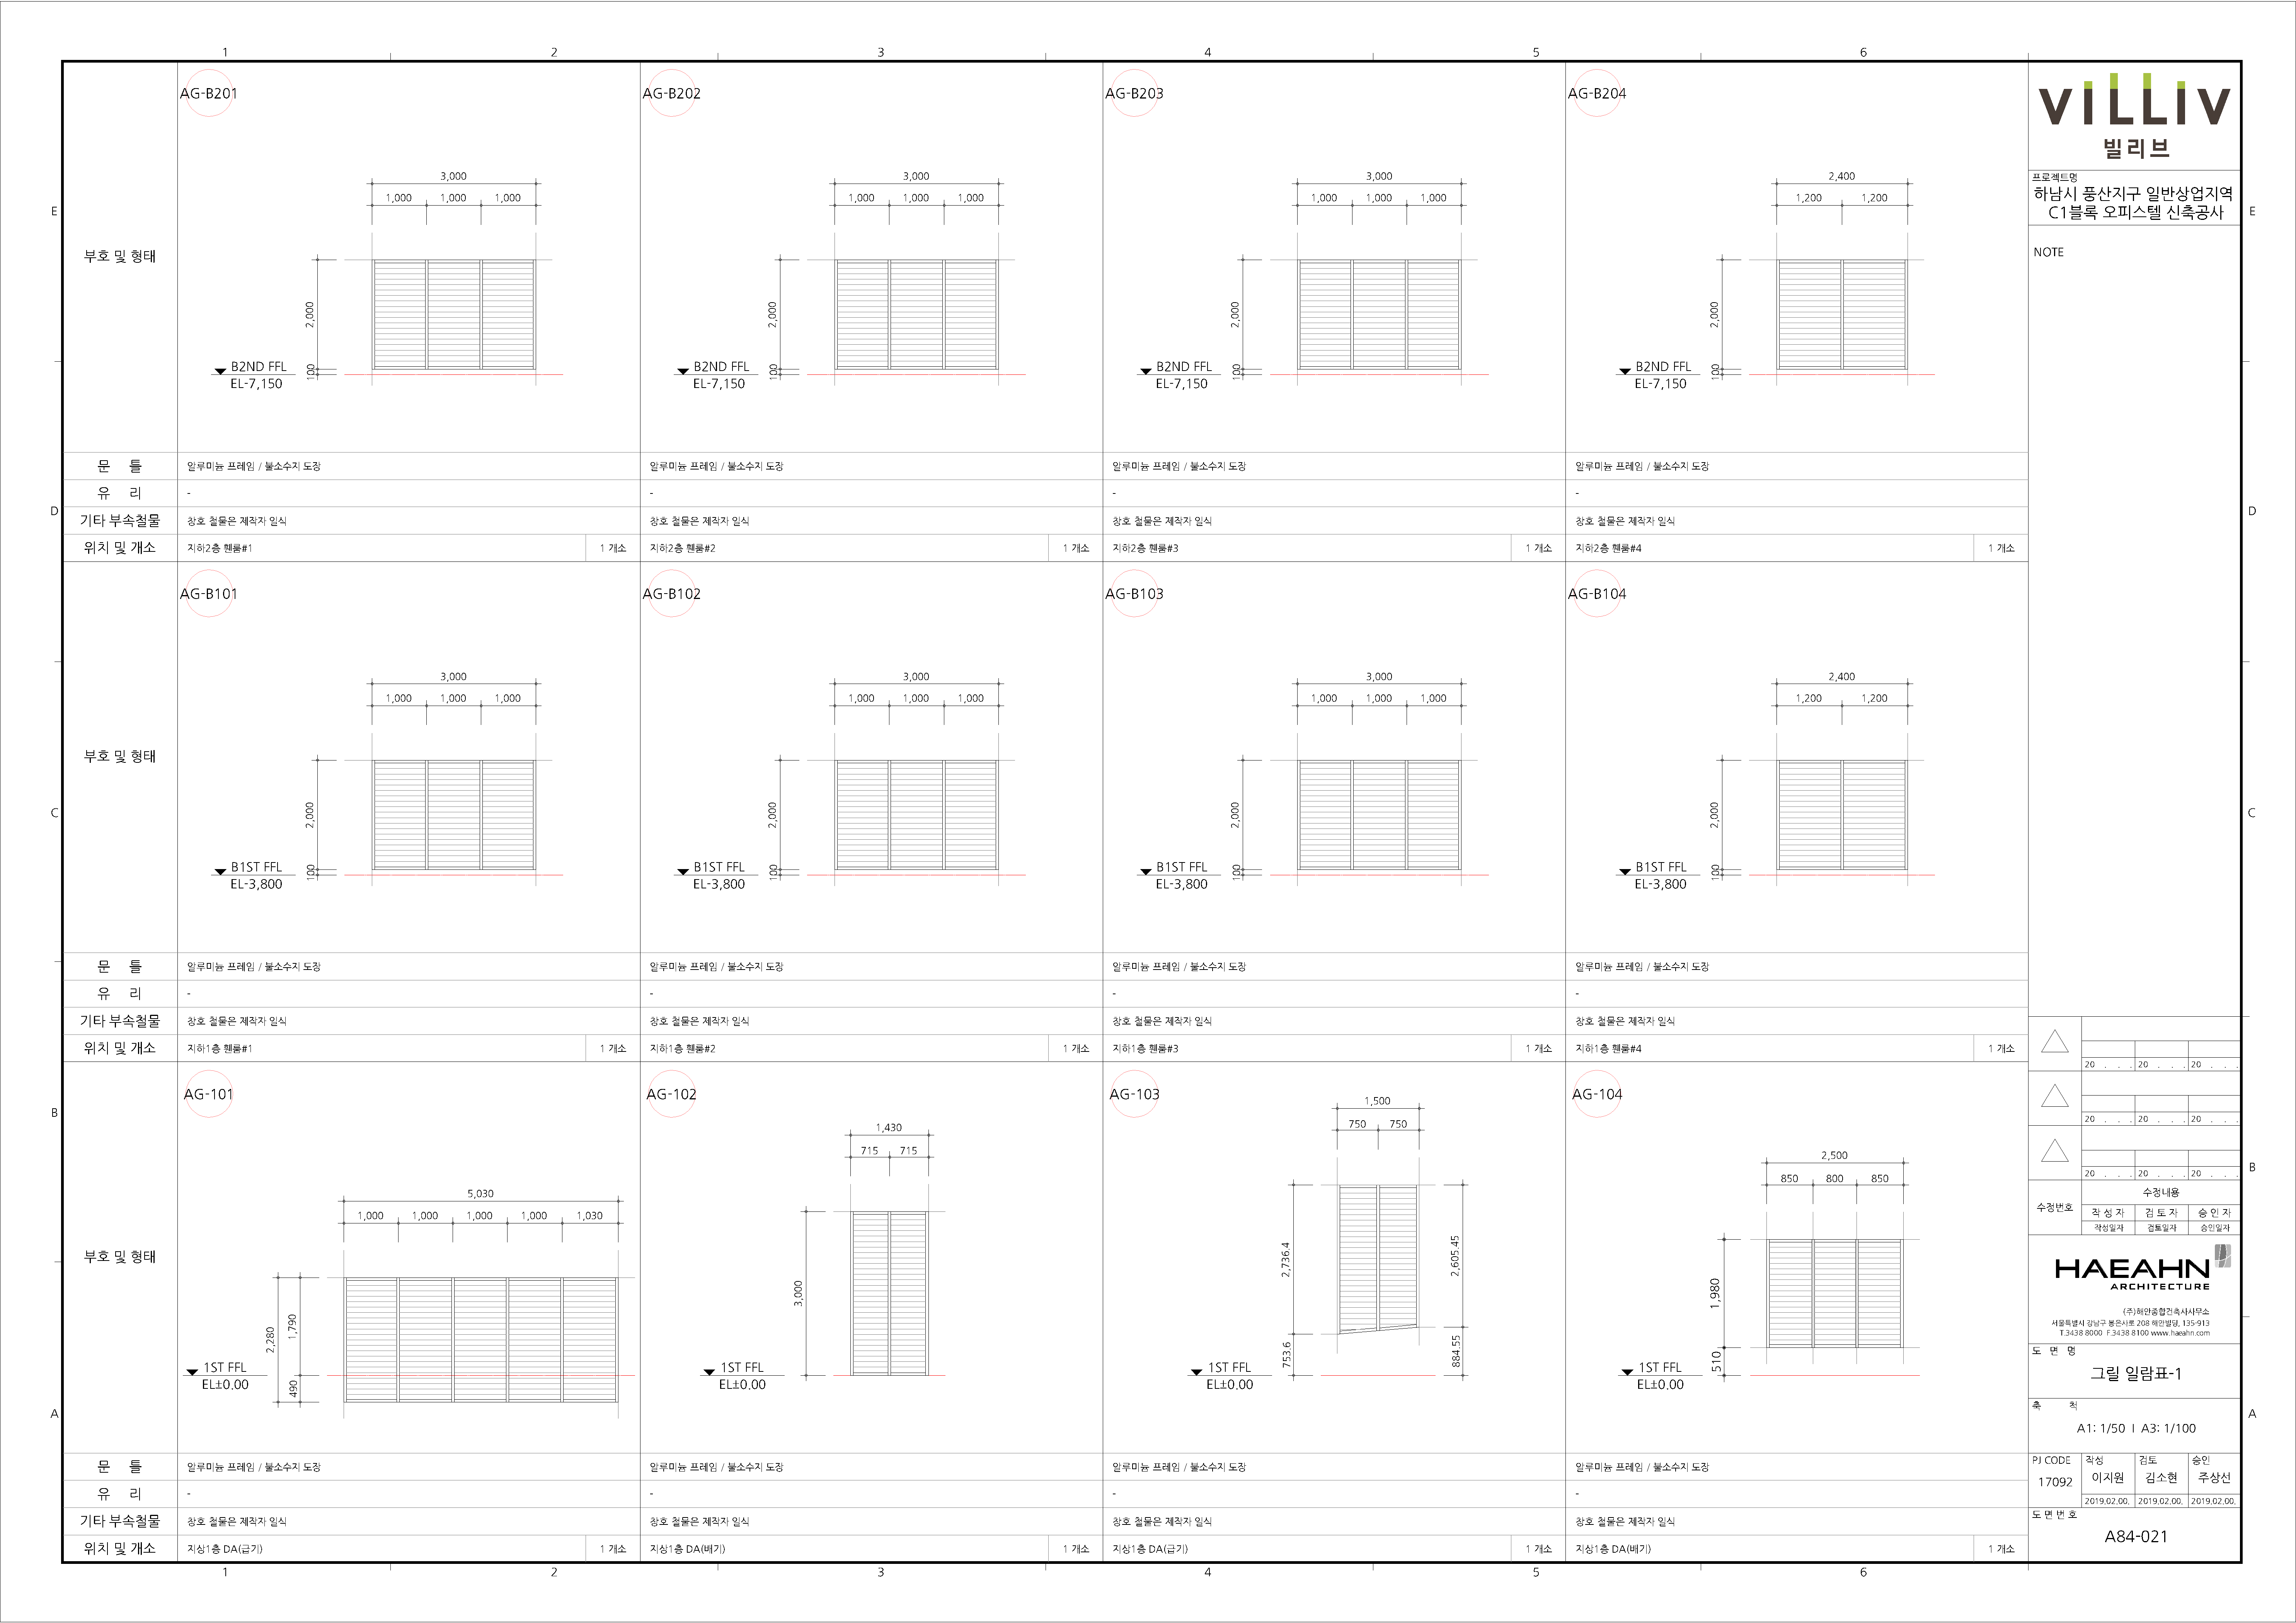 1 2 3 4 5 6
E
D
C
B
A
AG-B201
3,000
1,000 1,000 1,000
2,000
100
B2ND FFL
EL-7,150
AG-B202
3,000
1,000 1,000 1,000
2,000
100
B2ND FFL
EL-7,150
AG-B203
3,000
1,000 1,000 1,000
2,000
100
B2ND FFL
EL-7,150
AG-B204
2,400
1,200 1,200
2,000
100
B2ND FFL
EL-7,150
부호 및 형태
문 틀 알루미늄 프레임 / 불소수지 도장 알루미늄 프레임 / 불소수지 도장 알루미늄 프레임 / 불소수지 도장 알루미늄 프레임 / 불소수지 도장
유 리 - - - -
기타 부속철물 창호 철물은 제작자 일식 창호 철물은 제작자 일식 창호 철물은 제작자 일식 창호 철물은 제작자 일식
위치 및 개소 지하2층 휀룸#1 1 개소 지하2층 휀룸#2 1 개소 지하2층 휀룸#3 1 개소 지하2층 휀룸#4 1 개소
AG-B101
3,000
1,000 1,000 1,000
2,000
100
B1ST FFL
EL-3,800
AG-B102
3,000
1,000 1,000 1,000
2,000
100
B1ST FFL
EL-3,800
AG-B103
3,000
1,000 1,000 1,000
2,000
100
B1ST FFL
EL-3,800
AG-B104
2,400
1,200 1,200
2,000
100
B1ST FFL
EL-3,800
부호 및 형태
문 틀 알루미늄 프레임 / 불소수지 도장 알루미늄 프레임 / 불소수지 도장 알루미늄 프레임 / 불소수지 도장 알루미늄 프레임 / 불소수지 도장
유 리 - - - -
기타 부속철물 창호 철물은 제작자 일식 창호 철물은 제작자 일식 창호 철물은 제작자 일식 창호 철물은 제작자 일식
위치 및 개소 지하1층 휀룸#1 1 개소 지하1층 휀룸#2 1 개소 지하1층 휀룸#3 1 개소 지하1층 휀룸#4 1 개소
AG-101
5,030
1,000 1,000 1,000 1,000 1,030
2,280
1,790
490
1ST FFL
EL±0.00
AG-102
1,430
715 715
3,000
1ST FFL
EL±0.00
AG-103
1,500
750 750
2,736.4
753.6
2,605.45
884.55
1ST FFL
EL±0.00
AG-104
2,500
850 800 850
1,980
510
1ST FFL
EL±0.00
부호 및 형태
문 틀 알루미늄 프레임 / 불소수지 도장 알루미늄 프레임 / 불소수지 도장 알루미늄 프레임 / 불소수지 도장 알루미늄 프레임 / 불소수지 도장
유 리 - - - -
기타 부속철물 창호 철물은 제작자 일식 창호 철물은 제작자 일식 창호 철물은 제작자 일식 창호 철물은 제작자 일식
위치 및 개소 지상1층 DA(급기) 1 개소 지상1층 DA(배기) 1 개소 지상1층 DA(급기) 1 개소 지상1층 DA(배기) 1 개소
ViLLiV
빌리브
프로젝트명
하남시 풍산지구 일반상업지역
C1블록 오피스텔 신축공사
NOTE
20 . . . 20 . . . 20 . . .
20 . . . 20 . . . 20 . . .
20 . . . 20 . . . 20 . . .
수정번호
수정내용
작 성 자 검 토 자 승 인 자
작성일자 검토일자 승인일자
HAEAHN
ARCHITECTURE
(주)해안종합건축사사무소
서울특별시 강남구 봉은사로 208 해안빌딩, 135-913
T.3438 8000 F.3438 8100 www.haeahn.com
도 면 명
그릴 일람표-1
축 척
A1: 1/50 I A3: 1/100
PJ CODE 작성 검토 승인
17092 이지원 김소현 주상선
2019.02.00. 2019.02.00. 2019.02.00.
도 면 번 호
A84-021
E
D
C
B
A
1 2 3 4 5 6